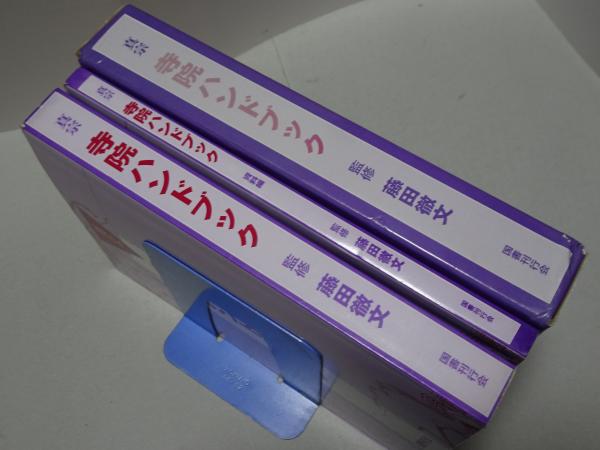 真宗 寺院ハンドブック 監修 藤田徹文 国書刊行会
真宗 寺院ハンドブック 資料編 監修 藤田徹文 国書刊行会
真宗 寺院ハンドブック 監修 藤田徹文 国書刊行会